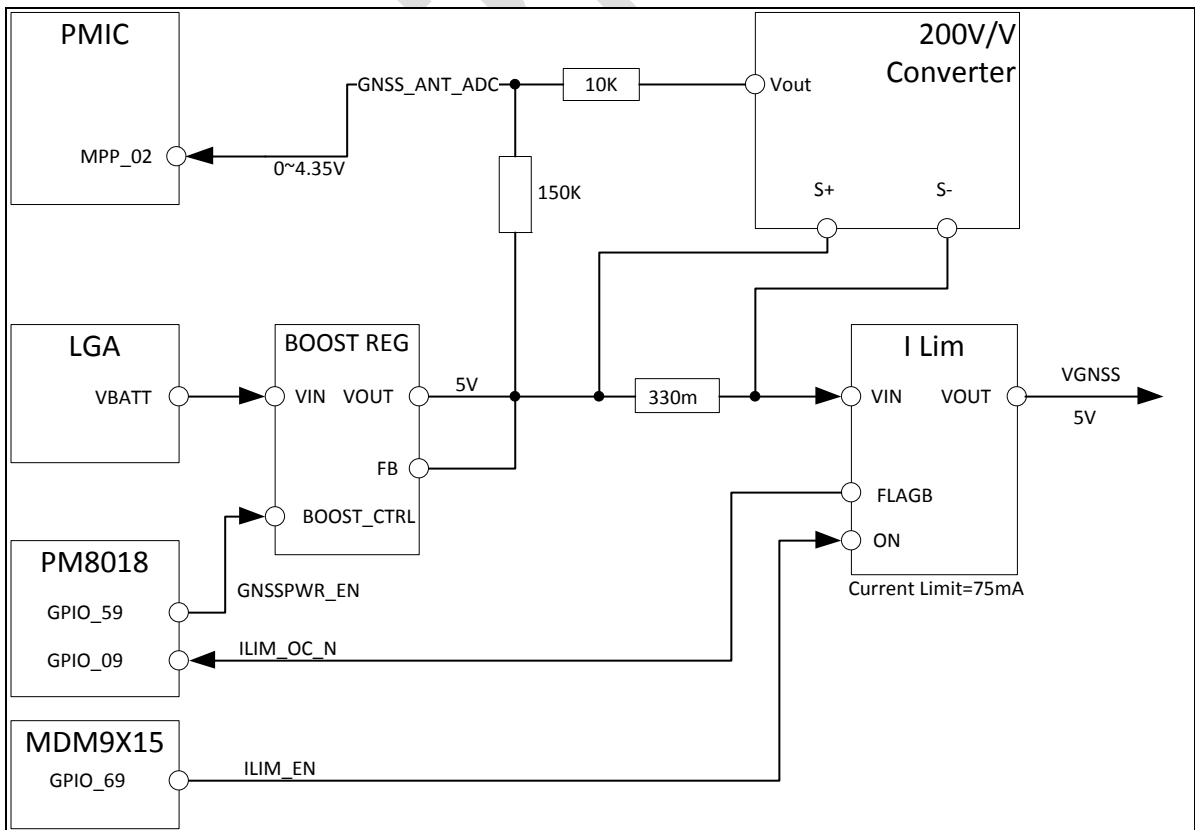 PMIC
200V/V
Converter
GNSS_ANT_ADC
10K
Vout
MPP_02
0~4.35V
150K
S+
S-
LGA
BOOST REG
I Lim
VBATT
VIN
VOUT
5V
330m
VIN
VOUT
VGNSS
5V
FB
FLAGB
BOOST_CTRL
ON
PM8018
Current Limit=75mA
GNSSPWR_EN
GPIO_59
GPIO_09
ILIM_OC_N
MDM9X15
GPIO_69
ILIM_EN